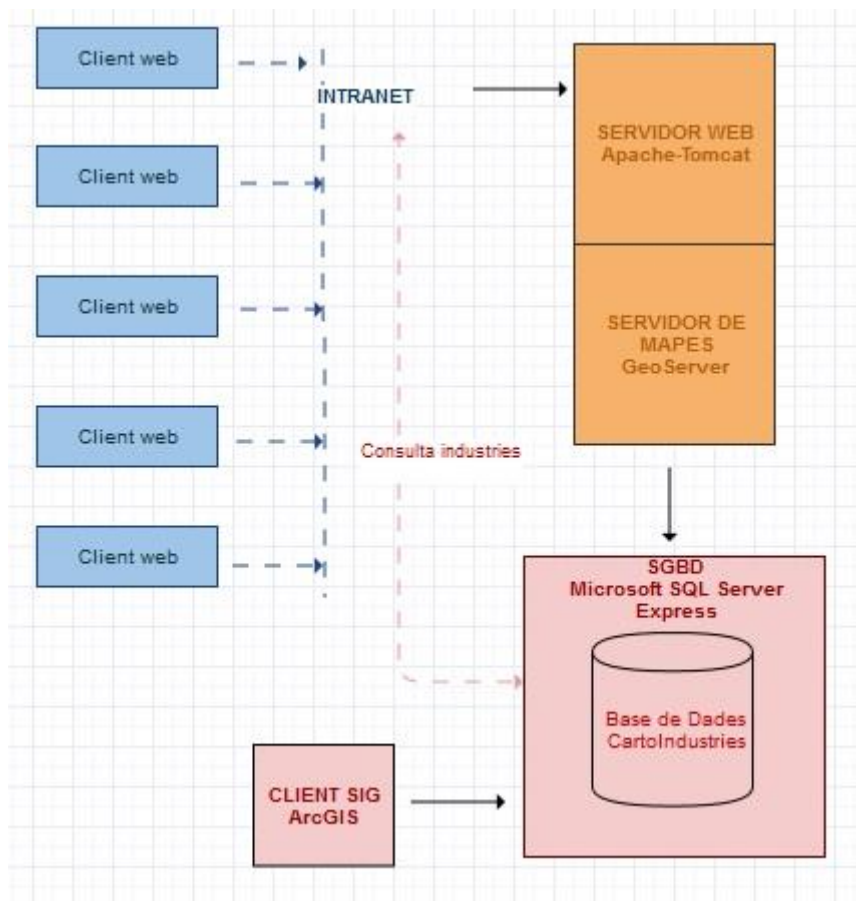 Client web
INTRANET
SERVIDOR WEB
Apache-Tomcat
Client web
Client web
SERVIDOR DE
MAPES
GeoServer
Client web
Consulta industries
Client web
SGBD
Microsoft SQL Server
Express
Base de Dades
CartoIndustries
CLIENT SIG
ArcGIS